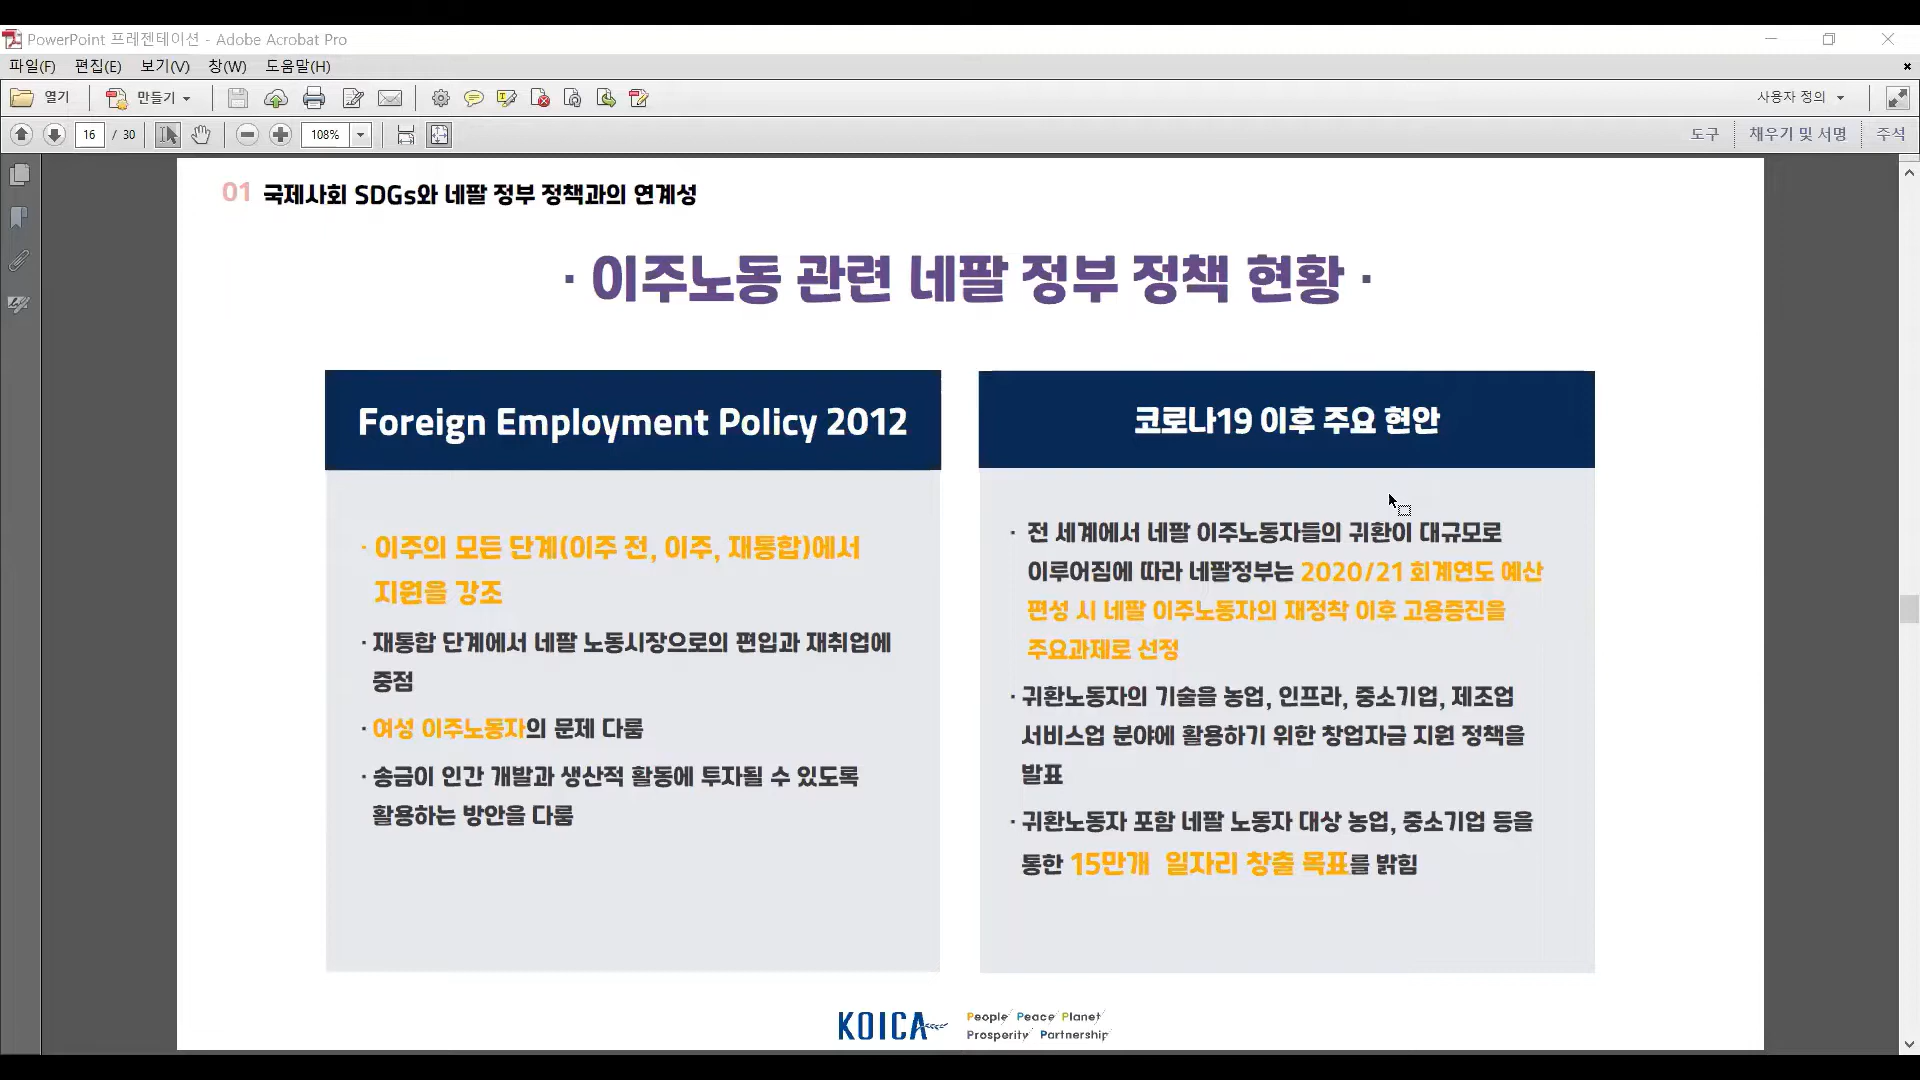 PowerPoint 프레젠테이션 - Adobe Acrobat Pro
파일(F) 편집(E) 보기(V) 창(W) 도움말(H)
열기 만들기 사용자 정의
16 / 30 108% 도구 채우기 및 서명 주석
01 국제사회 SDGs와 네팔 정부 정책과의 연계성
· 이주노동 관련 네팔 정부 정책 현황 ·
Foreign Employment Policy 2012
· 이주의 모든 단계(이주 전, 이주, 재통합)에서
지원을 강조
· 재통합 단계에서 네팔 노동시장으로의 편입과 재취업에
중점
· 여성 이주노동자의 문제 다룸
· 송금이 인간 개발과 생산적 활동에 투자될 수 있도록
활용하는 방안을 다룸
코로나19 이후 주요 현안
· 전 세계에서 네팔 이주노동자들의 귀환이 대규모로
이루어짐에 따라 네팔정부는 2020/21 회계연도 예산
편성 시 네팔 이주노동자의 재정착 이후 고용증진을
주요과제로 선정
· 귀환노동자의 기술을 농업, 인프라, 중소기업, 제조업
서비스업 분야에 활용하기 위한 창업자금 지원 정책을
발표
· 귀환노동자 포함 네팔 노동자 대상 농업, 중소기업 등을
통한 15만개 일자리 창출 목표를 밝힘
KOICA
People Peace Planet
Prosperity Partnership